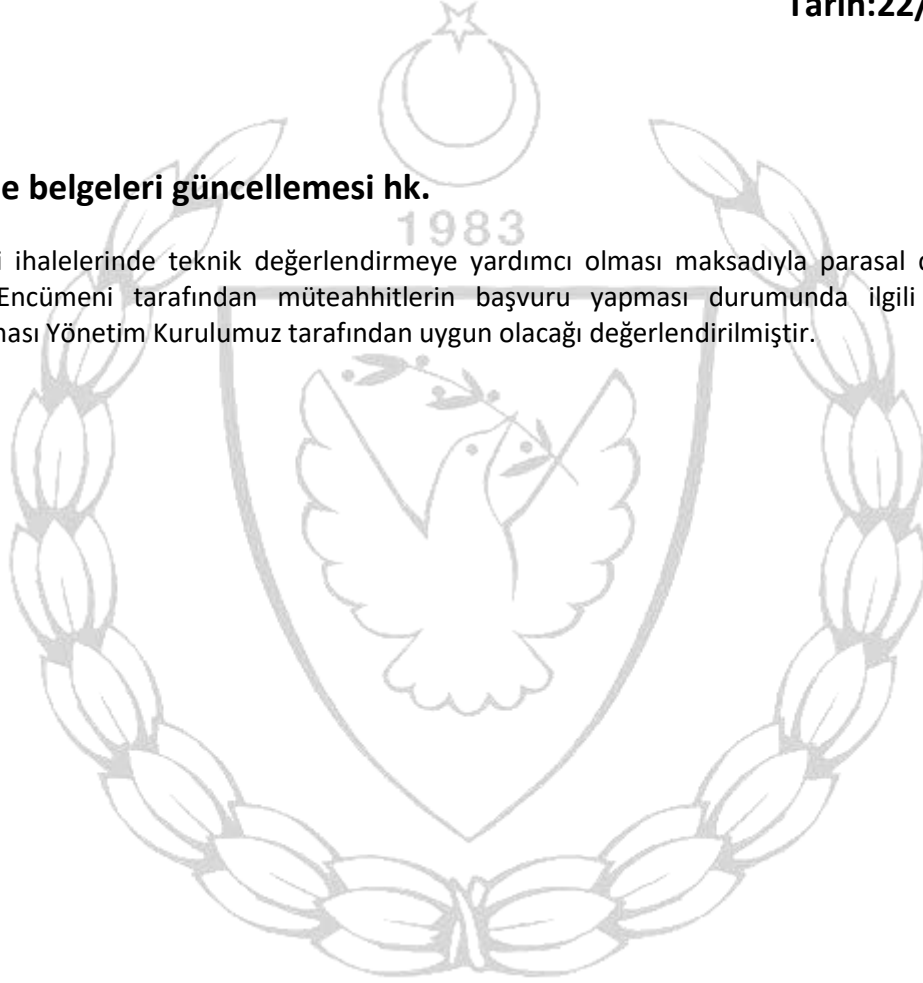 Tarih:22/
e belgeleri güncellemesi hk.
1983
i ihalelerinde teknik değerlendirmeye yardımcı olması maksadıyla parasal
Encümeni tarafından müteahhitlerin başvuru yapması durumunda ilgili
ması Yönetim Kurulumuz tarafından uygun olacağı değerlendirilmiştir.